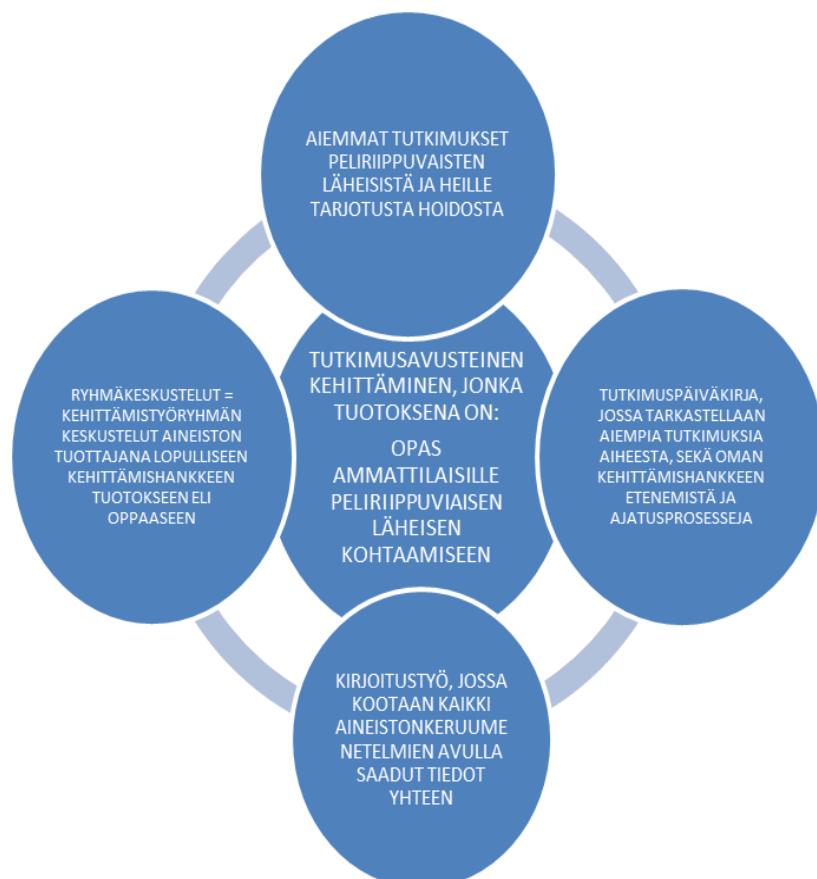 AIEMMAT TUTKIMUKSET
PELIRIIPPUVAISTEN
LÄHEISISTÄ JA HEILLE
TARJOTUSTA HOIDOSTA
TUTKIMUSAVUSTEINEN
KEHITTÄMINEN, JONKA
TUOTOKSENA ON:
OPAS
AMMATTILAISILLE
PELIRIIPPUVIAISEN
LÄHEISEN
KOHTAAMISEEN
TUTKIMUSPÄIVÄKIRJA,
JOSSA TARKASTELLAAN
AIEMPIA TUTKIMUKSIA
AIHEESTA, SEKÄ OMAN
KEHITTÄMISHANKKEEN
ETENEMISTÄ JA
AJATUSPROSESSEJA
KIRJOITUSTYÖ, JOSSA
KOOTAAN KAIKKI
AINEISTONKERUUME
NETELMIEN AVULLA
SAADUT TIEDOT
YHTEEN
RYHMÄKESKUSTELUT =
KEHITTÄMISTYÖRYHMÄN
KESKUSTELUT AINEISTON
TUOTTAJANA LOPULLISEEN
KEHITTÄMISHANKKEEN
TUOTOKSEEN ELI
OPPAASEEN